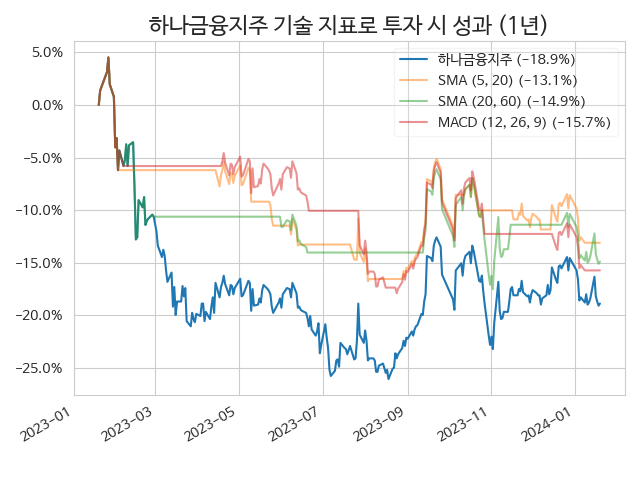 하나금융지주 기술 지표로 투자 시 성과 (1년)
하나금융지주 (−18.9%)
SMA (5, 20) (−13.1%)
SMA (20, 60) (−14.9%)
MACD (12, 26, 9) (−15.7%)
5.0%
0.0%
−5.0%
−10.0%
−15.0%
−20.0%
−25.0%
2023-01
2023-03
2023-05
2023-07
2023-09
2023-11
2024-01